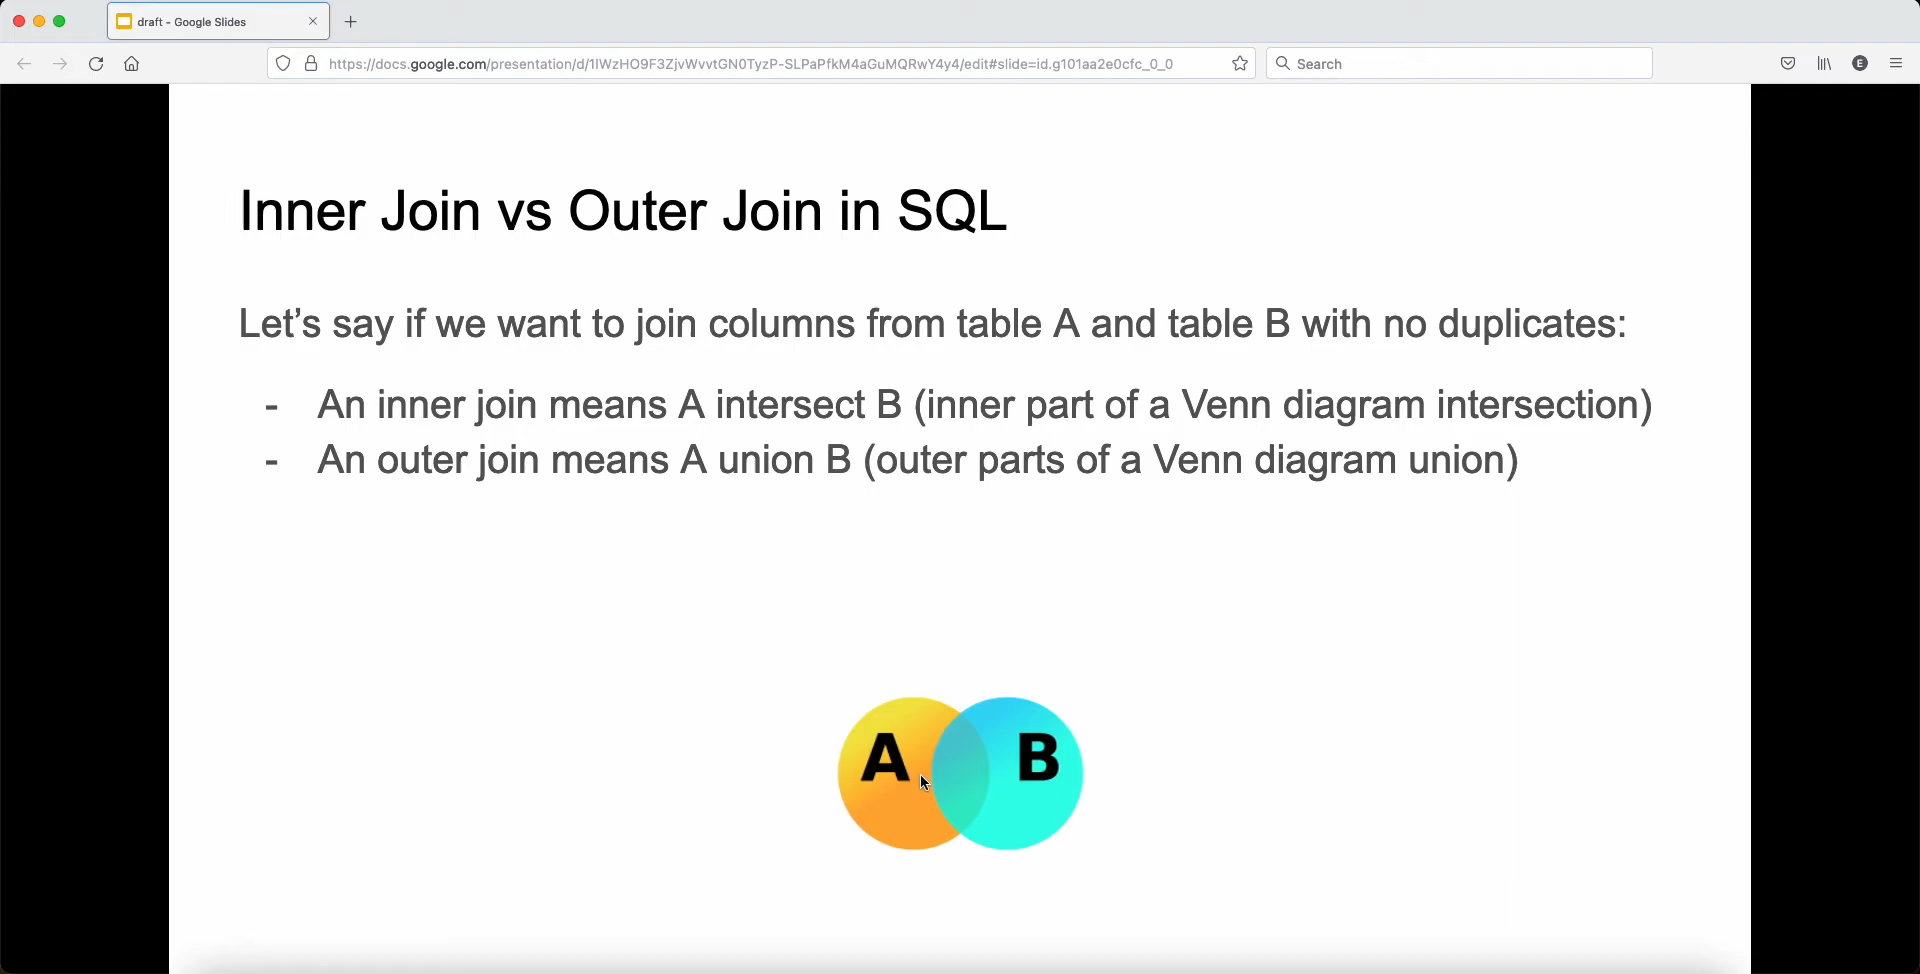 draft - Google Slides
https://docs.google.com/presentation/d/1IWzHO9F3ZjvWvvtGN0TyzP-SLPaPfkM4aGuMQRwY4y4/edit#slide=id.g101aa2e0cfc_0_0
Search
E
Inner Join vs Outer Join in SQL
Let’s say if we want to join columns from table A and table B with no duplicates:
- An inner join means A intersect B (inner part of a Venn diagram intersection)
- An outer join means A union B (outer parts of a Venn diagram union)
A B